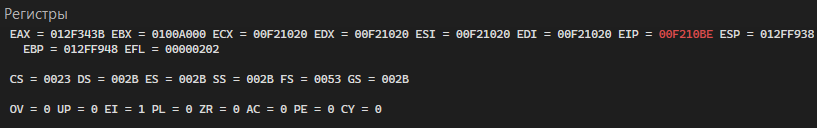 Регистры
EAX = 012F343B EBX = 0100A000 ECX = 00F21020 EDX = 00F21020 ESI = 00F21020 EDI = 00F21020 EIP = 00F210BE ESP = 012FF938
EBP = 012FF948 EFL = 00000202
CS = 0023 DS = 002B ES = 002B SS = 002B FS = 0053 GS = 002B
OV = 0 UP = 0 EI = 1 PL = 0 ZR = 0 AC = 0 PE = 0 CY = 0